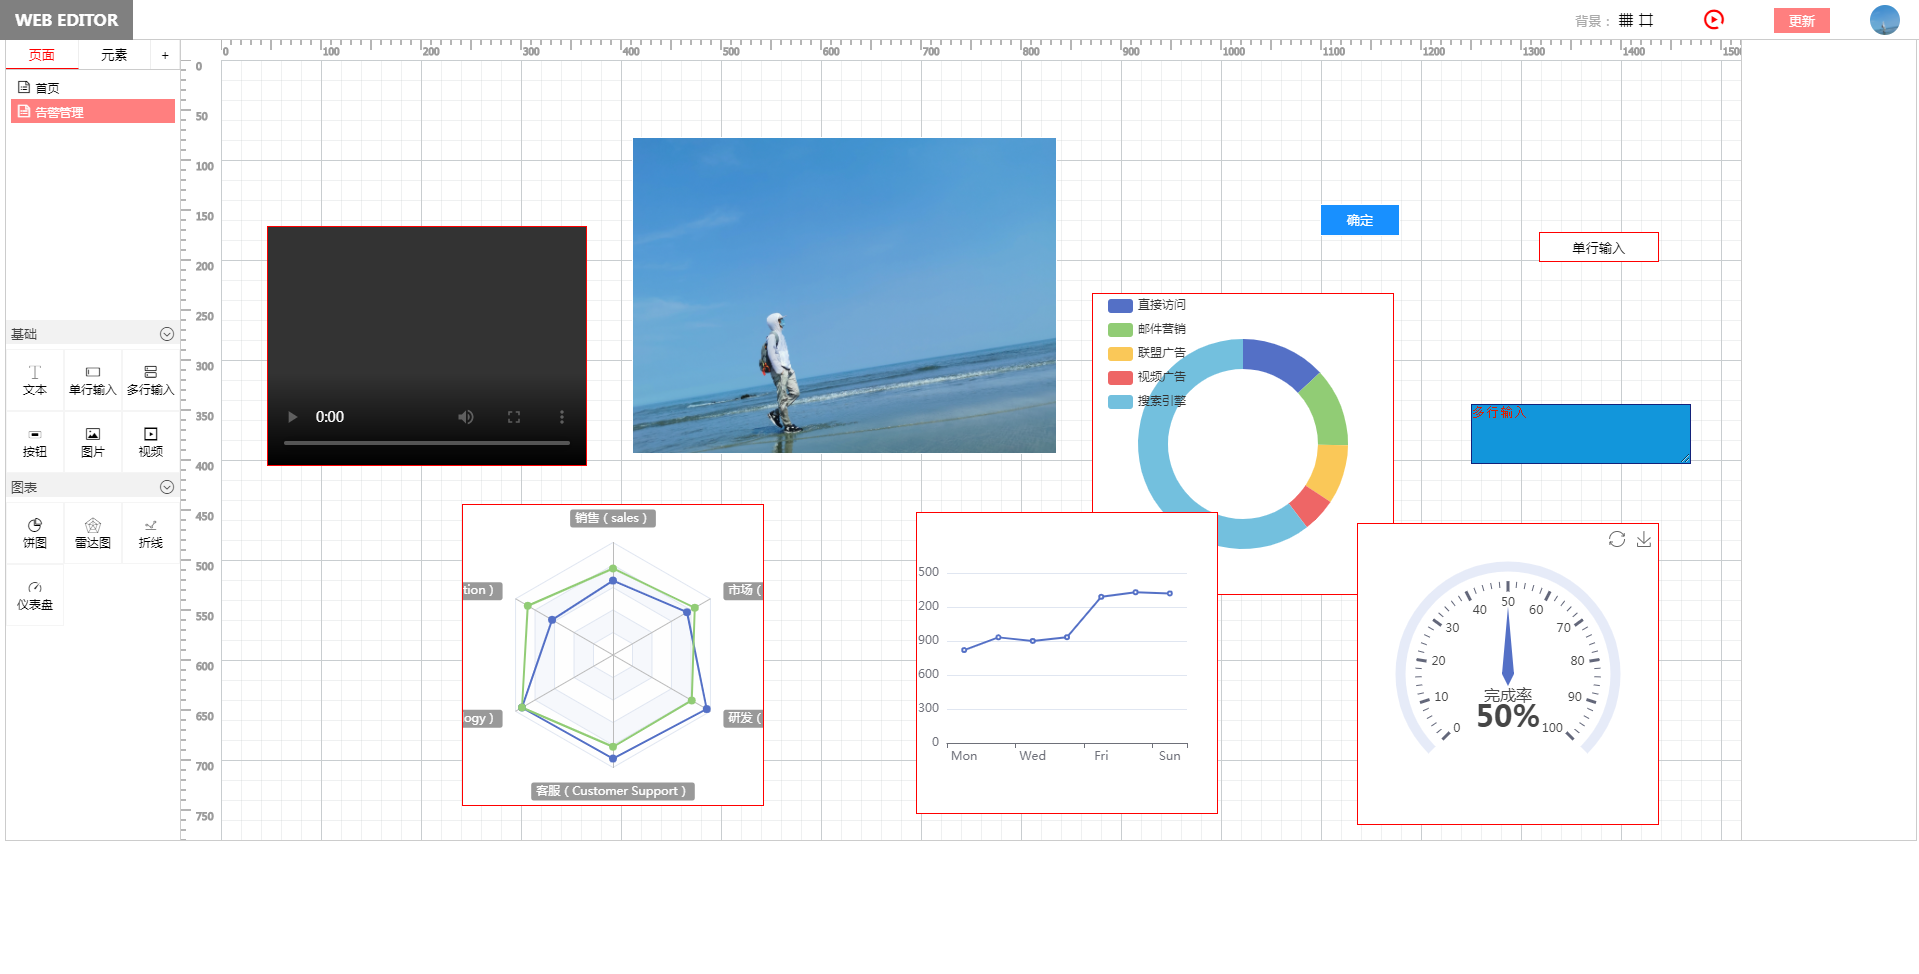 WEB EDITOR
背景：
更新
页面 元素 +
首页
告警管理
基础
文本 单行输入 多行输入
按钮 图片 视频
图表
饼图 雷达图 折线
仪表盘
0 100 200 300 400 500 600 700 800 900 1000 1100 1200 1300 1400 150
0
50
100
150
200
250
300
350
400
450
500
550
600
650
700
750
0:00
确定
单行输入
直接访问
邮件营销
联盟广告
视频广告
搜索引擎
多行输入
销售（sales）
tion） 市场（
ogy） 研发（
客服（Customer Support）
500
200
900
600
300
0
Mon Wed Fri Sun
0 10 20 30 40 50 60 70 80 90 100
完成率
50%